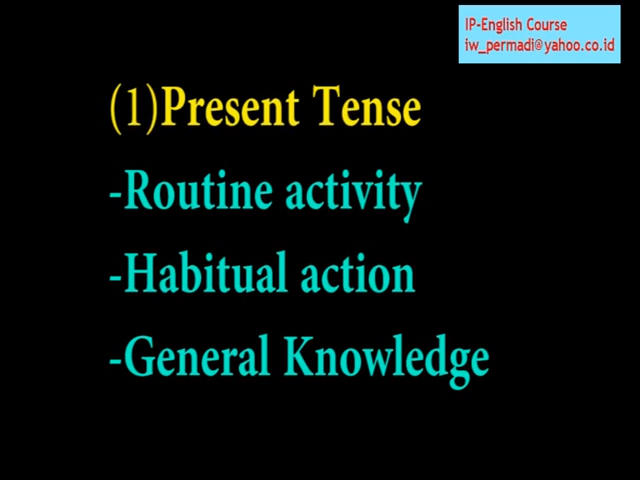 IP-English Course
iw_permadi@yahoo.co.id
(1)Present Tense
-Routine activity
-Habitual action
-General Knowledge